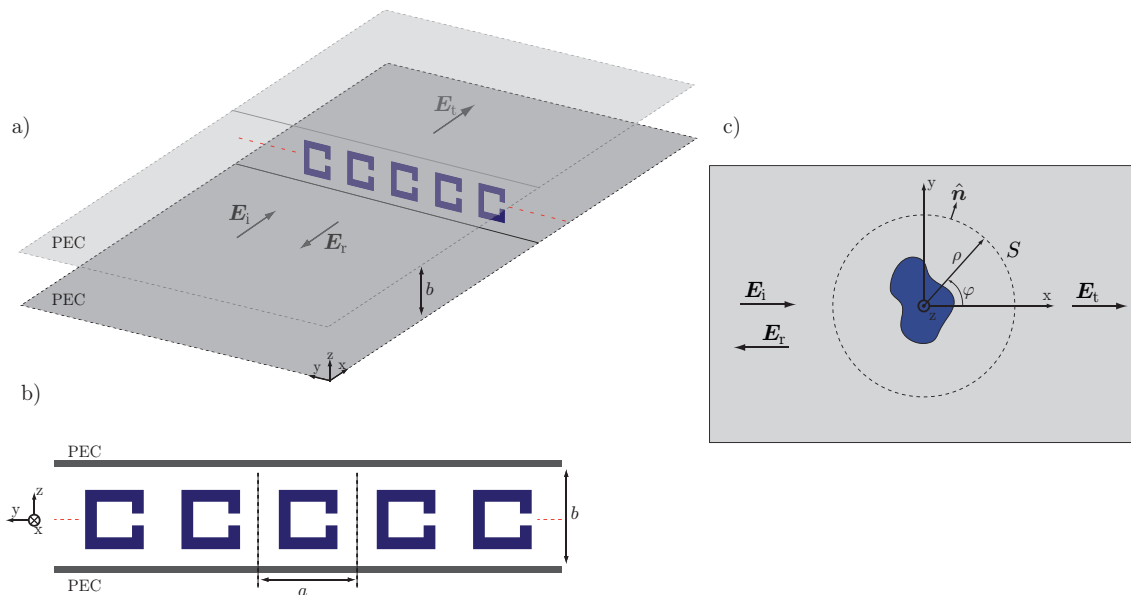 a)
E_t
E_i
E_r
PEC
PEC
b
z
y
x
b)
PEC
z
y
x
b
PEC
a
c)
y
n̂
ρ
S
φ
x
z
E_i
E_r
E_t